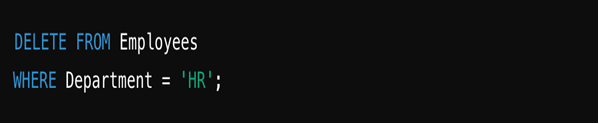 DELETE FROM Employees
WHERE Department = 'HR';